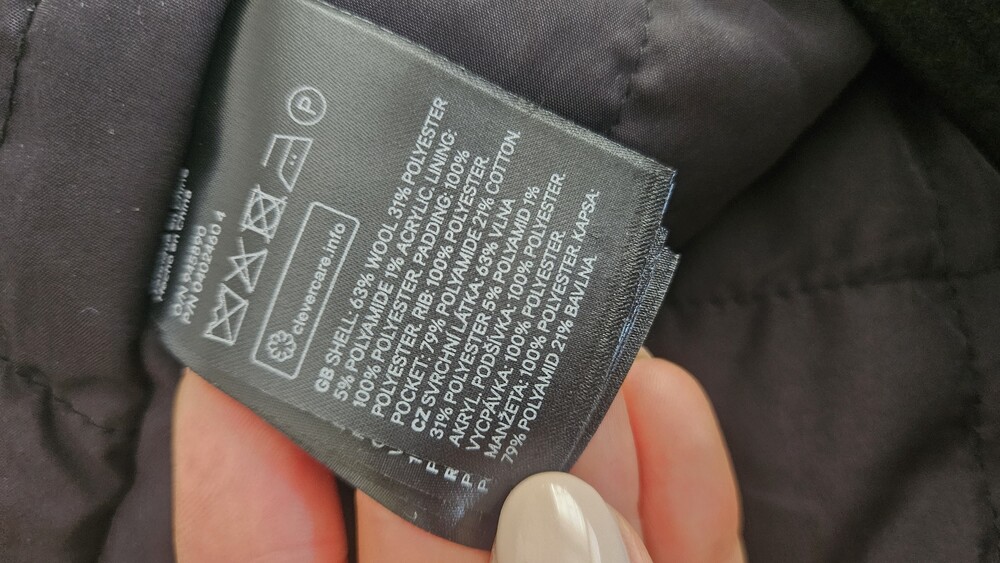 P
clevercare.info
GB SHELL: 63% WOOL 31% POLYESTER
5% POLYAMIDE 1% ACRYLIC. LINING:
100% POLYESTER. PADDING: 100%
POLYESTER. RIB: 100% POLYESTER.
POCKET: 79% POLYAMIDE 21% COTTON.
CZ SVRCHNÍ LÁTKA: 63% VLNA
31% POLYESTER 5% POLYAMID 1%
AKRYL. PODŠÍVKA: 100% POLYESTER.
VYCPÁVKA: 100% POLYESTER.
MANŽETA: 100% POLYESTER. KAPSA:
79% POLYAMID 21% BAVLNA.